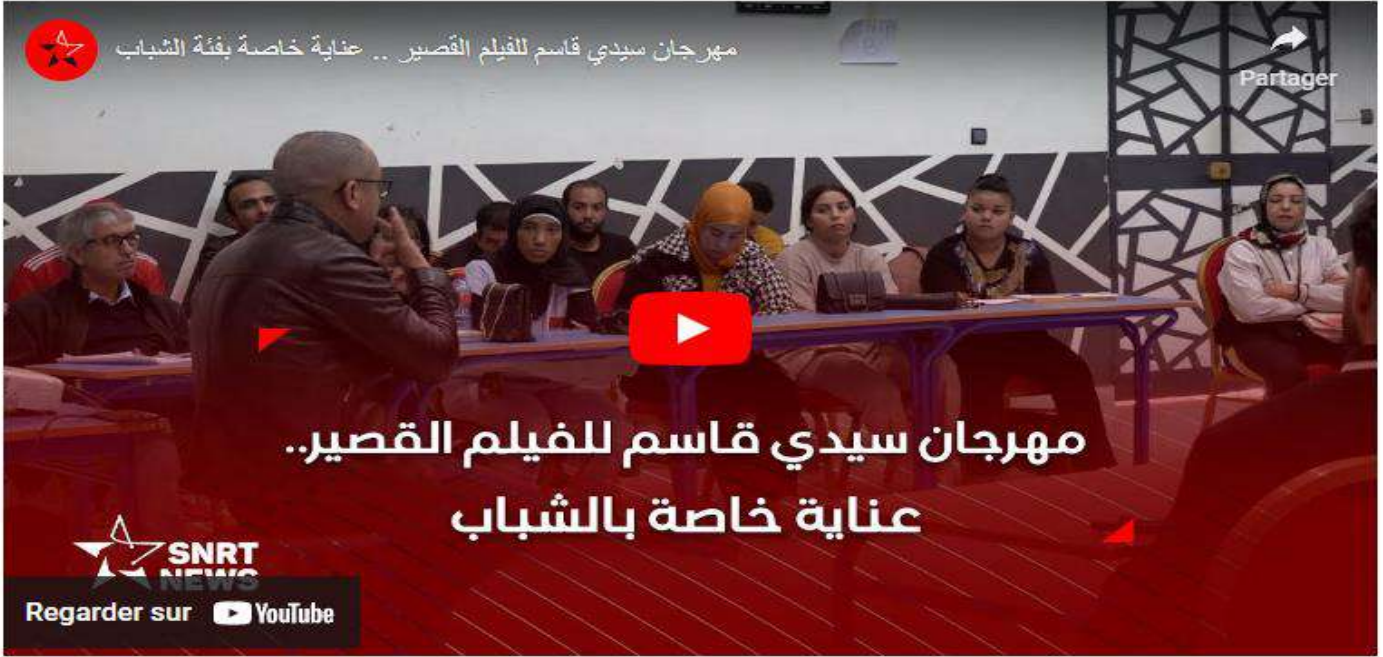 مهرجان سيدي قاسم للفيلم القصير .. عناية خاصة بفئة الشباب
Partager
مهرجان سيدي قاسم للفيلم القصير..
عناية خاصة بالشباب
SNRT
NEWS
Regarder sur YouTube